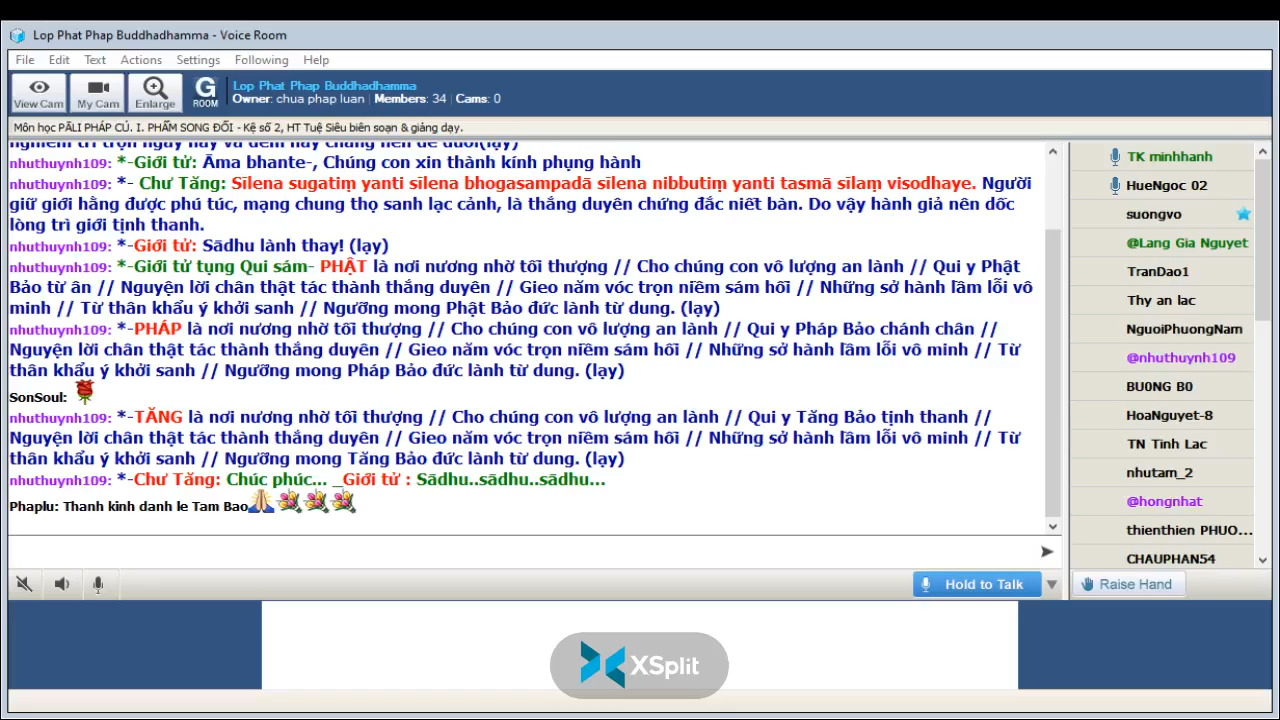 Lop Phat Phap Buddhadhamma - Voice Room
File Edit Text Actions Settings Following Help
View Cam My Cam Enlarge G ROOM
Lop Phat Phap Buddhadhamma
Owner: chua phap luan | Members: 34 | Cams: 0
Môn học PĀLI PHÁP CÚ. I. PHẨM SONG ĐỐI - Kệ số 2, HT Tuệ Siêu biên soạn & giảng dạy.
nghiêm trì trọn ngày nay và đêm nay chẳng nên dể duôi(lạy)
nhuthuynh109: *-Giới tử: Āma bhante-, Chúng con xin thành kính phụng hành
nhuthuynh109: *- Chư Tăng: Sīlena sugatiṃ yanti sīlena bhogasampadā sīlena nibbutiṃ yanti tasmā sīlaṃ visodhaye. Người
giữ giới hằng được phú túc, mạng chung thọ sanh lạc cảnh, là thắng duyên chứng đắc niết bàn. Do vậy hành giả nên dốc
lòng trì giới tịnh thanh.
nhuthuynh109: *-Giới tử: Sādhu lành thay! (lạy)
nhuthuynh109: *-Giới tử tụng Qui sám- PHẬT là nơi nương nhờ tối thượng // Cho chúng con vô lượng an lành // Qui y Phật
Bảo từ ân // Nguyện lời chân thật tác thành thắng duyên // Gieo năm vóc trọn niềm sám hối // Những sở hành lầm lỗi vô
minh // Từ thân khẩu ý khởi sanh // Ngưỡng mong Phật Bảo đức lành từ dung. (lạy)
nhuthuynh109: *-PHÁP là nơi nương nhờ tối thượng // Cho chúng con vô lượng an lành // Qui y Pháp Bảo chánh chân //
Nguyện lời chân thật tác thành thắng duyên // Gieo năm vóc trọn niềm sám hối // Những sở hành lầm lỗi vô minh // Từ
thân khẩu ý khởi sanh // Ngưỡng mong Pháp Bảo đức lành từ dung. (lạy)
SonSoul:
nhuthuynh109: *-TĂNG là nơi nương nhờ tối thượng // Cho chúng con vô lượng an lành // Qui y Tăng Bảo tịnh thanh //
Nguyện lời chân thật tác thành thắng duyên // Gieo năm vóc trọn niềm sám hối // Những sở hành lầm lỗi vô minh // Từ
thân khẩu ý khởi sanh // Ngưỡng mong Tăng Bảo đức lành từ dung. (lạy)
nhuthuynh109: *-Chư Tăng: Chúc phúc... _Giới tử : Sādhu..sādhu..sādhu...
Phaplu: Thanh kinh danh le Tam Bao
TK minhhanh
HueNgoc 02
suongvo
@Lang Gia Nguyet
TranDao1
Thy an lac
NguoiPhuongNam
@nhuthuynh109
BU0NG B0
HoaNguyet-8
TN Tinh Lac
nhutam_2
@hongnhat
thienthien PHUO...
CHAUPHAN54
Hold to Talk
Raise Hand
XSplit